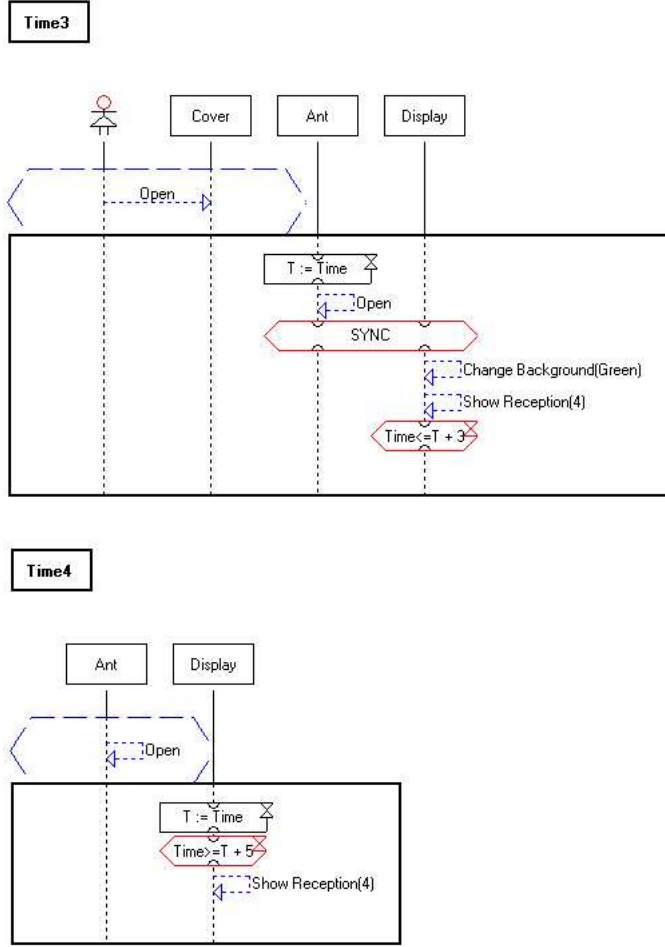 Time3
Cover Ant Display
Open
T := Time
Open
SYNC
Change Background(Green)
Show Reception(4)
Time<=T + 3
Time4
Ant Display
Open
T := Time
Time>=T + 5
Show Reception(4)